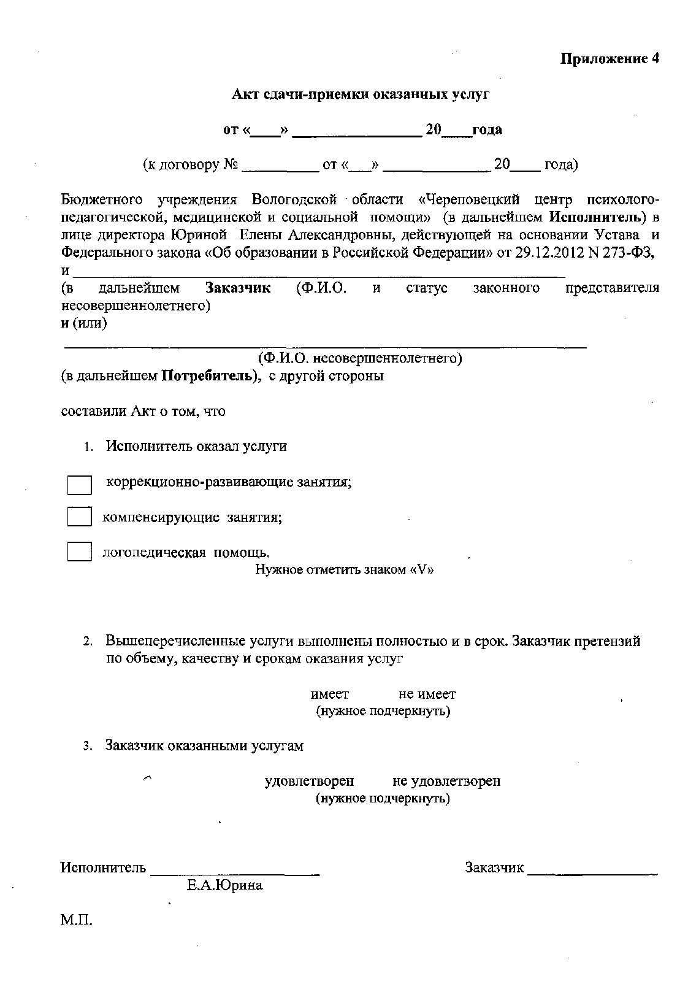 Приложение 4
Акт сдачи-приемки оказанных услуг
от «____» _________________ 20____года
(к договору № __________ от «___» ______________ 20____ года)
Бюджетного учреждения Вологодской области «Череповецкий центр психолого-
педагогической, медицинской и социальной помощи» (в дальнейшем Исполнитель) в
лице директора Юриной Елены Александровны, действующей на основании Устава и
Федерального закона «Об образовании в Российской Федерации» от 29.12.2012 N 273-ФЗ,
и ________________________________________________________________
(в дальнейшем Заказчик (Ф.И.О. и статус законного представителя
несовершеннолетнего)
и (или)
____________________________________________________________________
(Ф.И.О. несовершеннолетнего)
(в дальнейшем Потребитель), с другой стороны
составили Акт о том, что
1. Исполнитель оказал услуги
коррекционно-развивающие занятия;
компенсирующие занятия;
логопедическая помощь.
Нужное отметить знаком «V»
2. Вышеперечисленные услуги выполнены полностью и в срок. Заказчик претензий
по объему, качеству и срокам оказания услуг
имеет не имеет
(нужное подчеркнуть)
3. Заказчик оказанными услугам
удовлетворен не удовлетворен
(нужное подчеркнуть)
Исполнитель ______________________ Заказчик _________________
Е.А.Юрина
М.П.